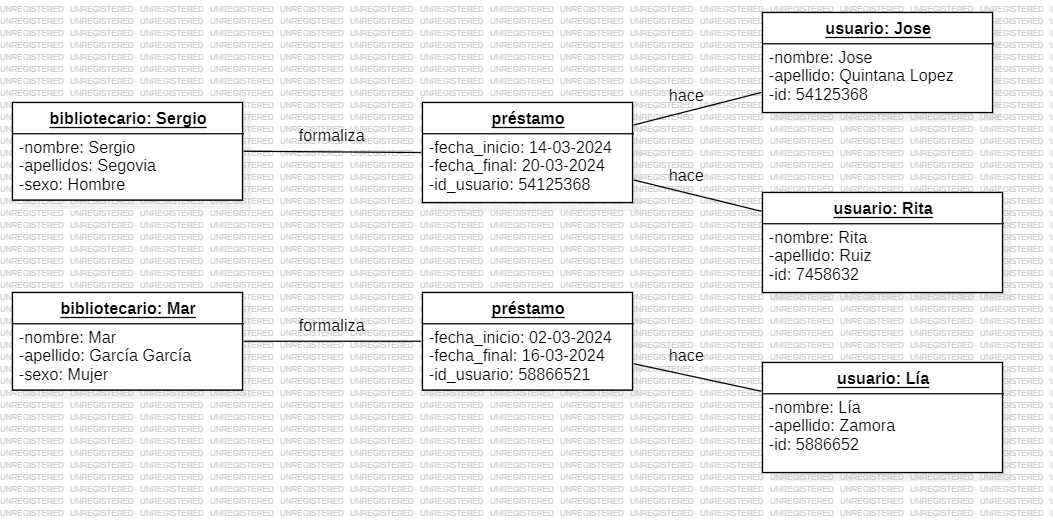 usuario: Jose
-nombre: Jose
-apellido: Quintana Lopez
-id: 54125368
hace
bibliotecario: Sergio
-nombre: Sergio
-apellidos: Segovia
-sexo: Hombre
formaliza
préstamo
-fecha_inicio: 14-03-2024
-fecha_final: 20-03-2024
-id_usuario: 54125368
hace
usuario: Rita
-nombre: Rita
-apellido: Ruiz
-id: 7458632
bibliotecario: Mar
-nombre: Mar
-apellido: García García
-sexo: Mujer
formaliza
préstamo
-fecha_inicio: 02-03-2024
-fecha_final: 16-03-2024
-id_usuario: 58866521
hace
usuario: Lía
-nombre: Lía
-apellido: Zamora
-id: 5886652
UNREGISTERED